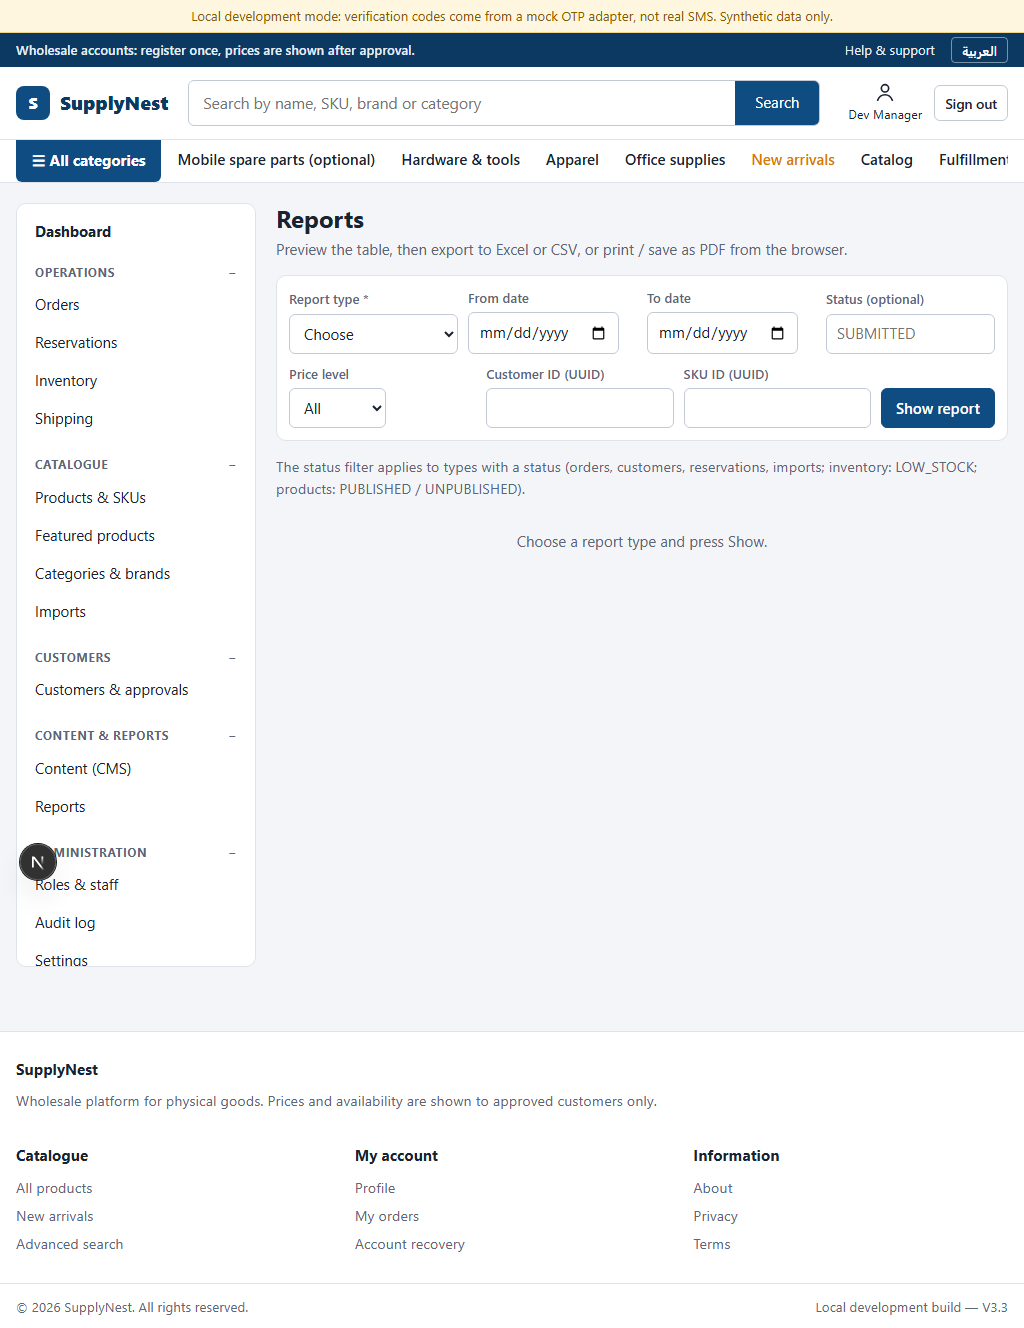 Local development mode: verification codes come from a mock OTP adapter, not real SMS. Synthetic data only.
Wholesale accounts: register once, prices are shown after approval.
Help & support
العربية
S
SupplyNest
Search by name, SKU, brand or category
Search
Dev Manager
Sign out
☰ All categories
Mobile spare parts (optional)
Hardware & tools
Apparel
Office supplies
New arrivals
Catalog
Fulfillment
Dashboard
OPERATIONS –
Orders
Reservations
Inventory
Shipping
CATALOGUE –
Products & SKUs
Featured products
Categories & brands
Imports
CUSTOMERS –
Customers & approvals
CONTENT & REPORTS –
Content (CMS)
Reports
MINISTRATION –
N
Roles & staff
Audit log
Settings
Reports
Preview the table, then export to Excel or CSV, or print / save as PDF from the browser.
Report type *
From date
To date
Status (optional)
Choose
mm/dd/yyyy
mm/dd/yyyy
SUBMITTED
Price level
Customer ID (UUID)
SKU ID (UUID)
All
Show report
The status filter applies to types with a status (orders, customers, reservations, imports; inventory: LOW_STOCK;
products: PUBLISHED / UNPUBLISHED).
Choose a report type and press Show.
SupplyNest
Wholesale platform for physical goods. Prices and availability are shown to approved customers only.
Catalogue
All products
New arrivals
Advanced search
My account
Profile
My orders
Account recovery
Information
About
Privacy
Terms
© 2026 SupplyNest. All rights reserved.
Local development build — V3.3